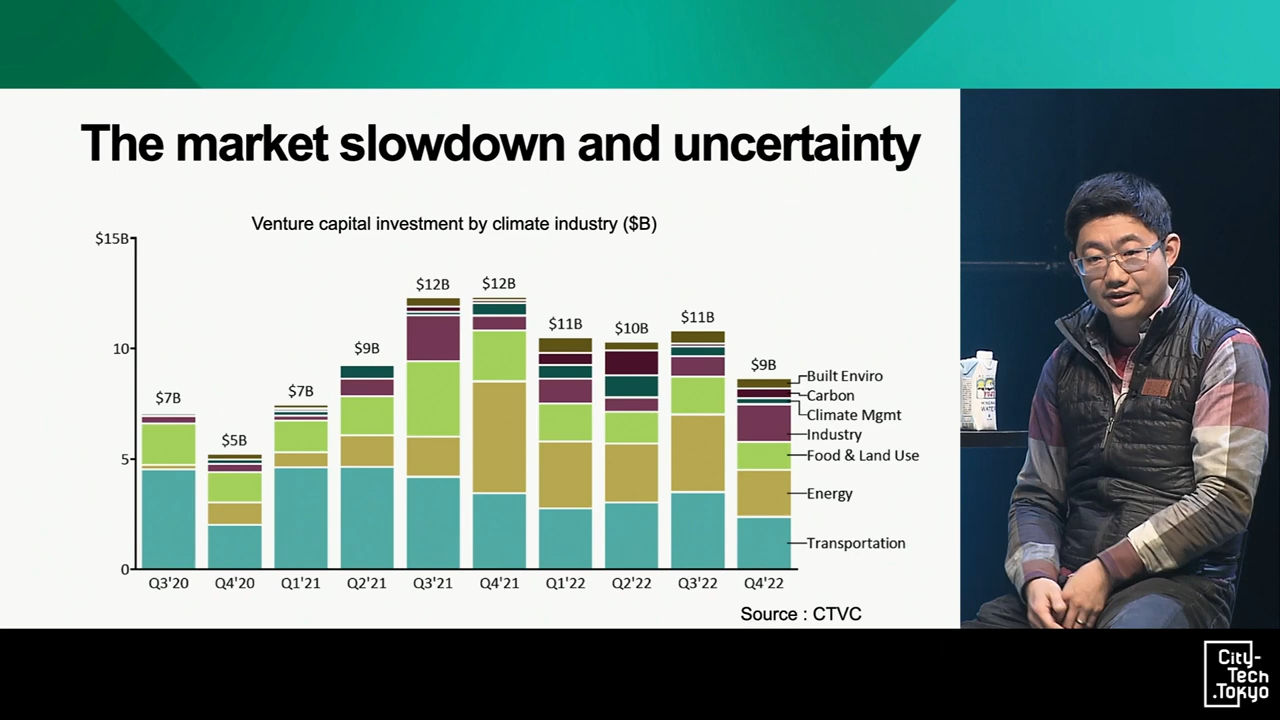 The market slowdown and uncertainty
Venture capital investment by climate industry ($B)
$15B
10
5
0
$7B
$5B
$7B
$9B
$12B
$12B
$11B
$10B
$11B
$9B
Built Enviro
Carbon
Climate Mgmt
Industry
Food & Land Use
Energy
Transportation
Q3'20 Q4'20 Q1'21 Q2'21 Q3'21 Q4'21 Q1'22 Q2'22 Q3'22 Q4'22
Source : CTVC
WATER
City-
Tech
.Tokyo